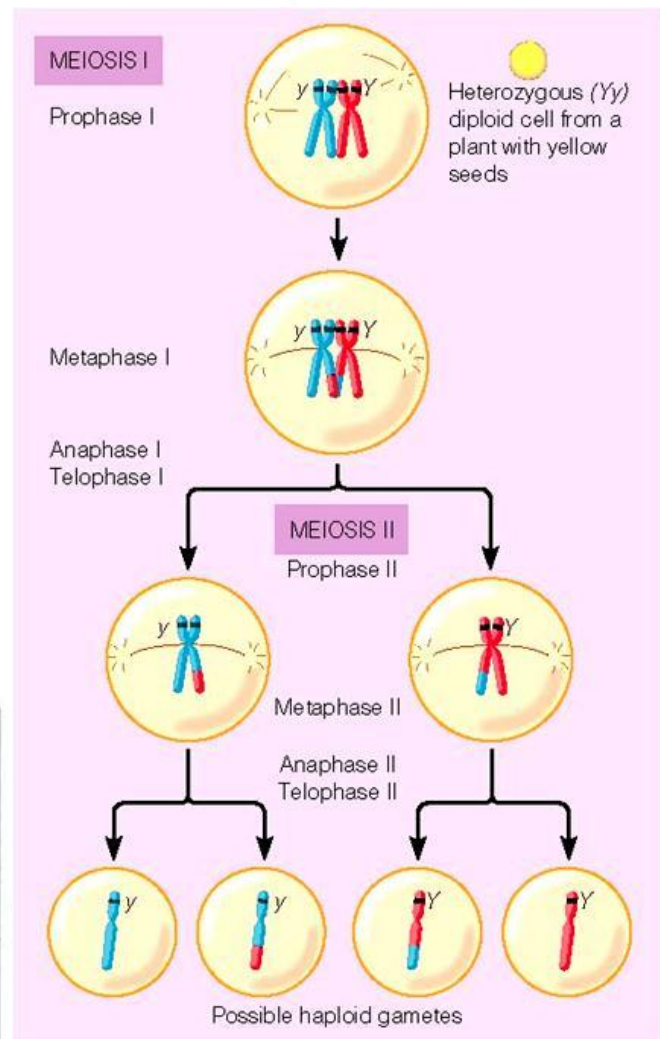 MEIOSIS I
Prophase I
y Y
Heterozygous (Yy)
diploid cell from a
plant with yellow
seeds
Metaphase I
y Y
Anaphase I
Telophase I
MEIOSIS II
Prophase II
y
Y
Metaphase II
Anaphase II
Telophase II
y
y
Y
Y
Possible haploid gametes